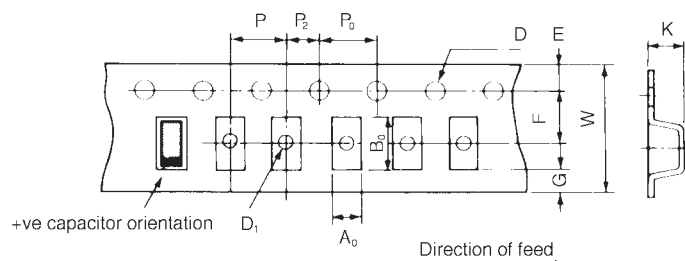 P P₂ P₀ D E K
F W
B₀
G
+ve capacitor orientation D₁ A₀
Direction of feed